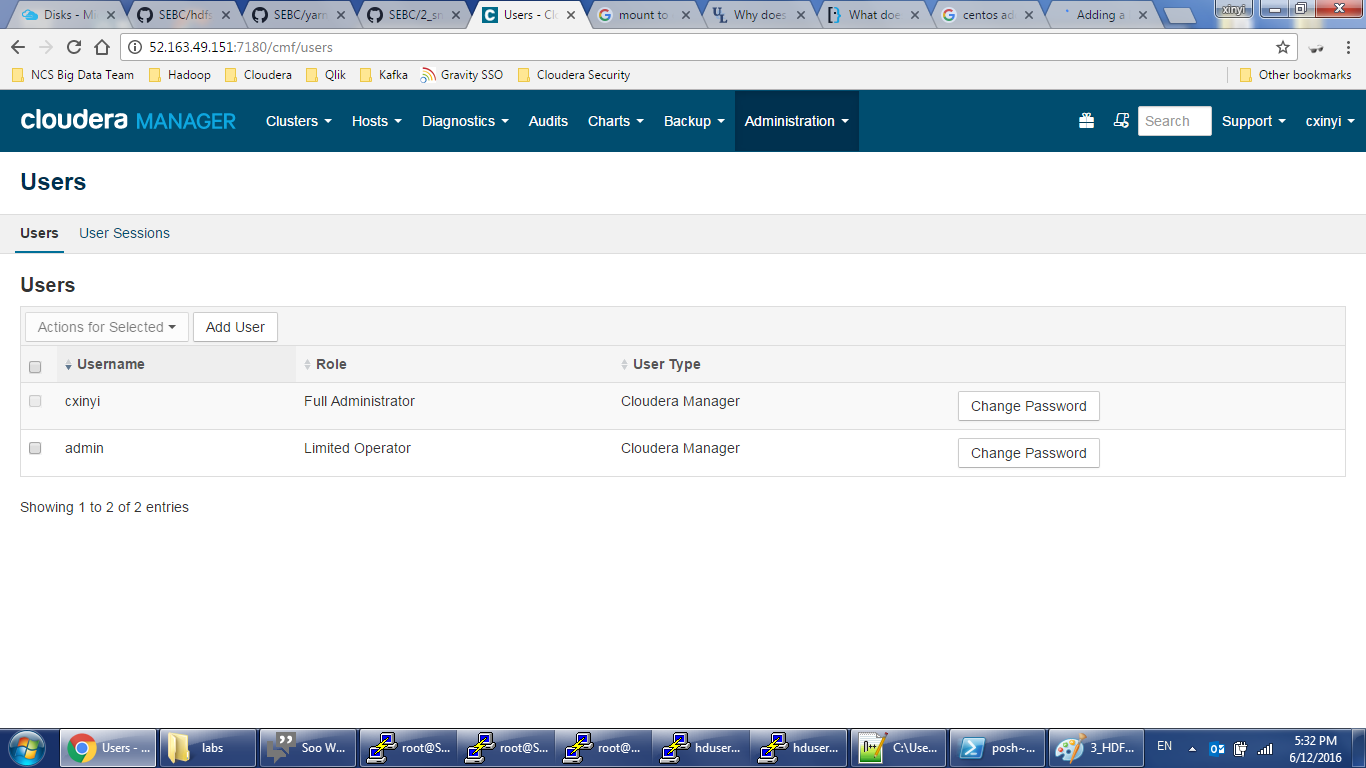 Disks - Mi
SEBC/hdfs
SEBC/yarn
SEBC/2_sn
Users - Clo
mount to
Why does
What doe
centos ad
Adding a
xinyi
52.163.49.151:7180/cmf/users
NCS Big Data Team
Hadoop
Cloudera
Qlik
Kafka
Gravity SSO
Cloudera Security
Other bookmarks
cloudera MANAGER
Clusters
Hosts
Diagnostics
Audits
Charts
Backup
Administration
Search
Support
cxinyi
Users
Users
User Sessions
Users
Actions for Selected
Add User
Username
Role
User Type
cxinyi
Full Administrator
Cloudera Manager
Change Password
admin
Limited Operator
Cloudera Manager
Change Password
Showing 1 to 2 of 2 entries
Users - ...
labs
Soo W...
root@S...
root@S...
root@...
hduser...
hduser...
C:\Use...
posh~...
3_HDF...
EN
5:32 PM
6/12/2016